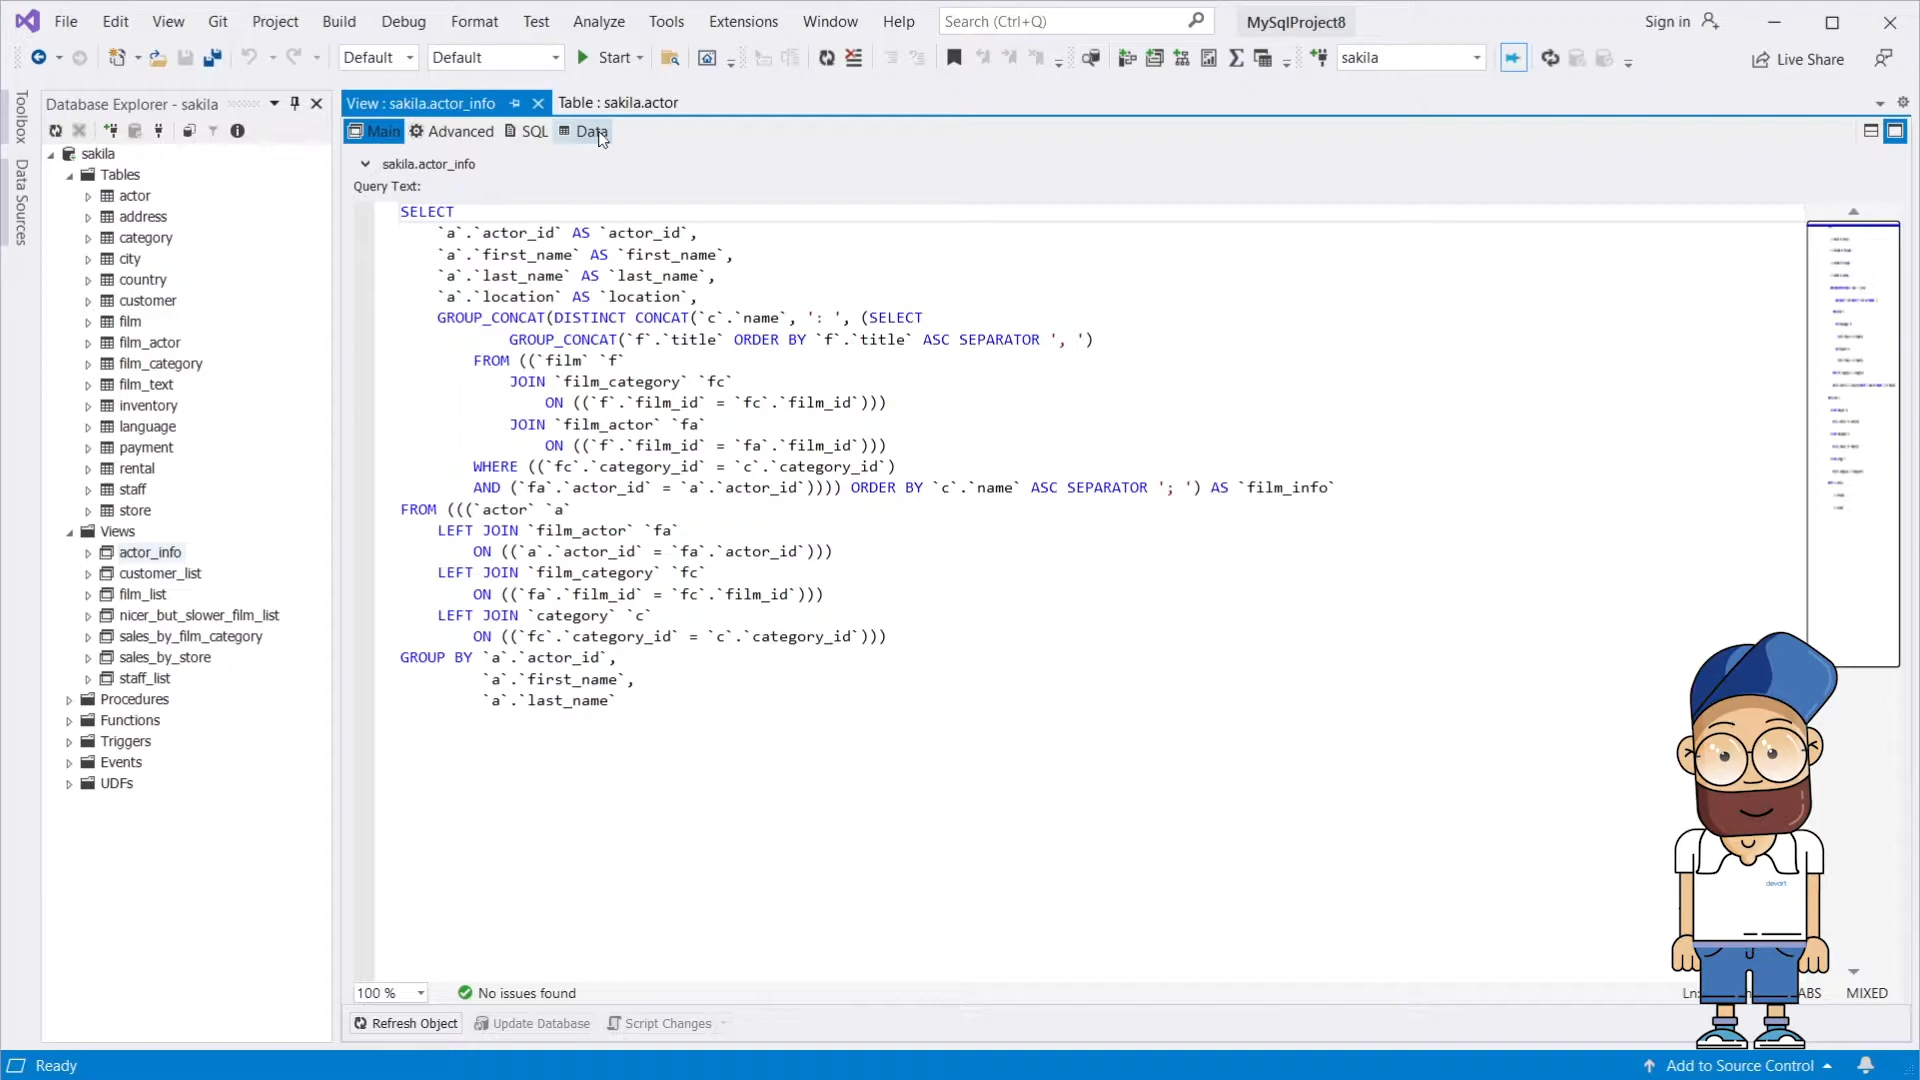 File Edit View Git Project Build Debug Format Test Analyze Tools Extensions Window Help Search (Ctrl+Q) MySqlProject8 Sign in
Default Default Start sakila Live Share
Toolbox
Data Sources
Database Explorer - sakila
sakila
Tables
actor
address
category
city
country
customer
film
film_actor
film_category
film_text
inventory
language
payment
rental
staff
store
Views
actor_info
customer_list
film_list
nicer_but_slower_film_list
sales_by_film_category
sales_by_store
staff_list
Procedures
Functions
Triggers
Events
UDFs
View : sakila.actor_info Table : sakila.actor
Main Advanced SQL Data
sakila.actor_info
Query Text:
SELECT
`a`.`actor_id` AS `actor_id`,
`a`.`first_name` AS `first_name`,
`a`.`last_name` AS `last_name`,
`a`.`location` AS `location`,
GROUP_CONCAT(DISTINCT CONCAT(`c`.`name`, ': ', (SELECT
GROUP_CONCAT(`f`.`title` ORDER BY `f`.`title` ASC SEPARATOR ', ')
FROM ((`film` `f`
JOIN `film_category` `fc`
ON ((`f`.`film_id` = `fc`.`film_id`)))
JOIN `film_actor` `fa`
ON ((`f`.`film_id` = `fa`.`film_id`)))
WHERE ((`fc`.`category_id` = `c`.`category_id`)
AND (`fa`.`actor_id` = `a`.`actor_id`)))) ORDER BY `c`.`name` ASC SEPARATOR '; ') AS `film_info`
FROM (((`actor` `a`
LEFT JOIN `film_actor` `fa`
ON ((`a`.`actor_id` = `fa`.`actor_id`)))
LEFT JOIN `film_category` `fc`
ON ((`fa`.`film_id` = `fc`.`film_id`)))
LEFT JOIN `category` `c`
ON ((`fc`.`category_id` = `c`.`category_id`)))
GROUP BY `a`.`actor_id`,
`a`.`first_name`,
`a`.`last_name`
devart
100 % No issues found MIXED
Refresh Object Update Database Script Changes
Ready Add to Source Control